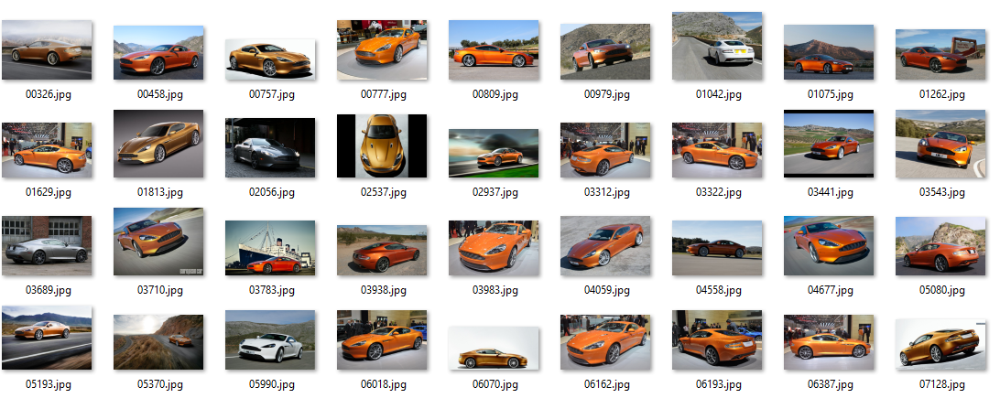 00326.jpg 00458.jpg 00757.jpg 00777.jpg 00809.jpg 00979.jpg 01042.jpg 01075.jpg 01262.jpg
01629.jpg 01813.jpg 02056.jpg 02537.jpg 02937.jpg 03312.jpg 03322.jpg 03441.jpg 03543.jpg
03689.jpg 03710.jpg 03783.jpg 03938.jpg 03983.jpg 04059.jpg 04558.jpg 04677.jpg 05080.jpg
05193.jpg 05370.jpg 05990.jpg 06018.jpg 06070.jpg 06162.jpg 06193.jpg 06387.jpg 07128.jpg